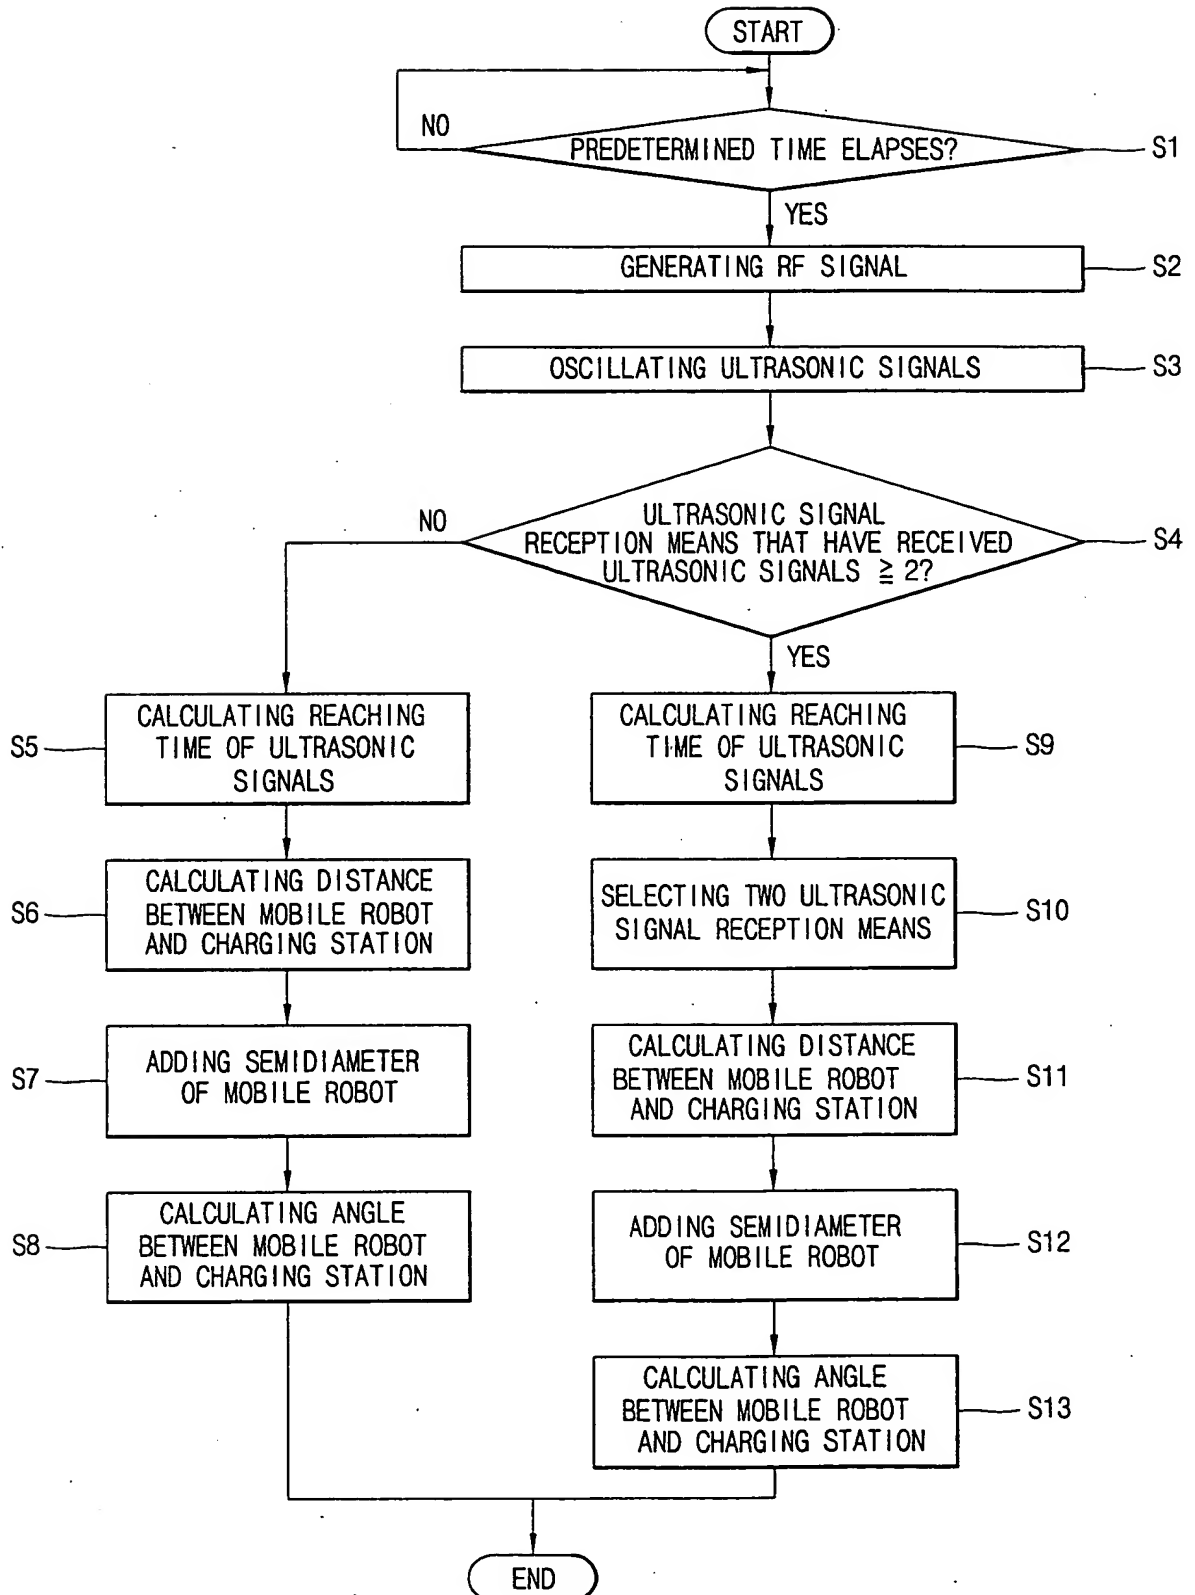 START
NO
PREDETERMINED TIME ELAPSES?
S1
YES
GENERATING RF SIGNAL
S2
OSCILLATING ULTRASONIC SIGNALS
S3
NO
ULTRASONIC SIGNAL
RECEPTION MEANS THAT HAVE RECEIVED
ULTRASONIC SIGNALS ≧ 2?
S4
YES
S5
CALCULATING REACHING
TIME OF ULTRASONIC
SIGNALS
CALCULATING REACHING
TIME OF ULTRASONIC
SIGNALS
S9
S6
CALCULATING DISTANCE
BETWEEN MOBILE ROBOT
AND CHARGING STATION
SELECTING TWO ULTRASONIC
SIGNAL RECEPTION MEANS
S10
S7
ADDING SEMIDIAMETER
OF MOBILE ROBOT
CALCULATING DISTANCE
BETWEEN MOBILE ROBOT
AND CHARGING STATION
S11
S8
CALCULATING ANGLE
BETWEEN MOBILE ROBOT
AND CHARGING STATION
ADDING SEMIDIAMETER
OF MOBILE ROBOT
S12
CALCULATING ANGLE
BETWEEN MOBILE ROBOT
AND CHARGING STATION
S13
END